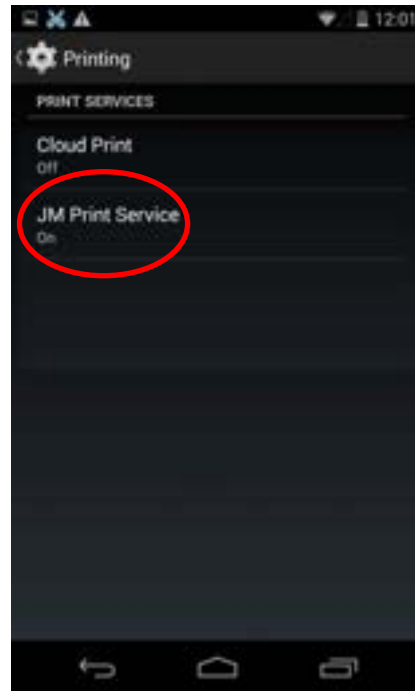 12:01
Printing
PRINT SERVICES
Cloud Print
Off
JM Print Service
On